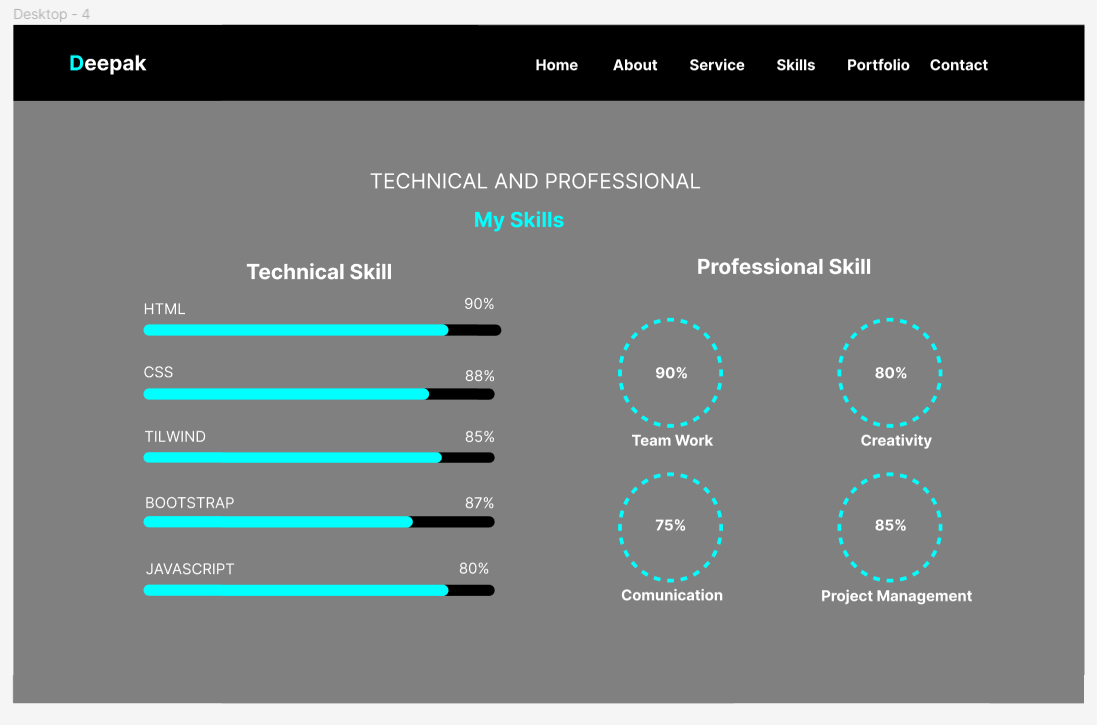 Desktop - 4
Deepak
Home About Service Skills Portfolio Contact
TECHNICAL AND PROFESSIONAL
My Skills
Technical Skill
HTML 90%
CSS 88%
TILWIND 85%
BOOTSTRAP 87%
JAVASCRIPT 80%
Professional Skill
90% 80%
Team Work Creativity
75% 85%
Comunication Project Management